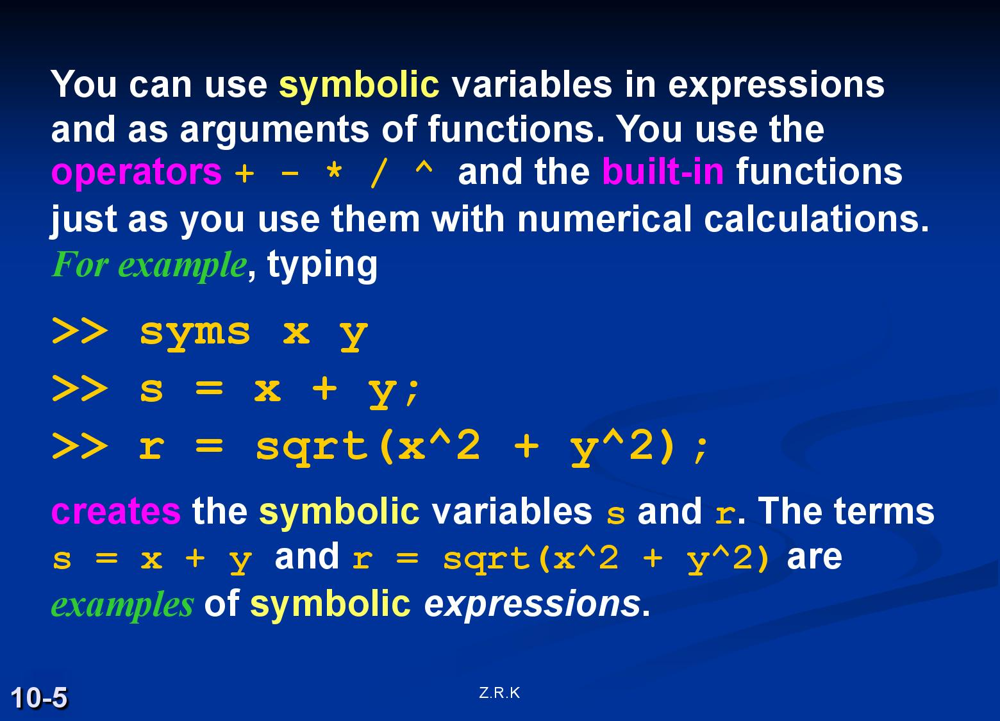 You can use symbolic variables in expressions
and as arguments of functions. You use the
operators + - * / ^ and the built-in functions
just as you use them with numerical calculations.
For example, typing
>> syms x y
>> s = x + y;
>> r = sqrt(x^2 + y^2);
creates the symbolic variables s and r. The terms
s = x + y and r = sqrt(x^2 + y^2) are
examples of symbolic expressions.
10-5
Z.R.K